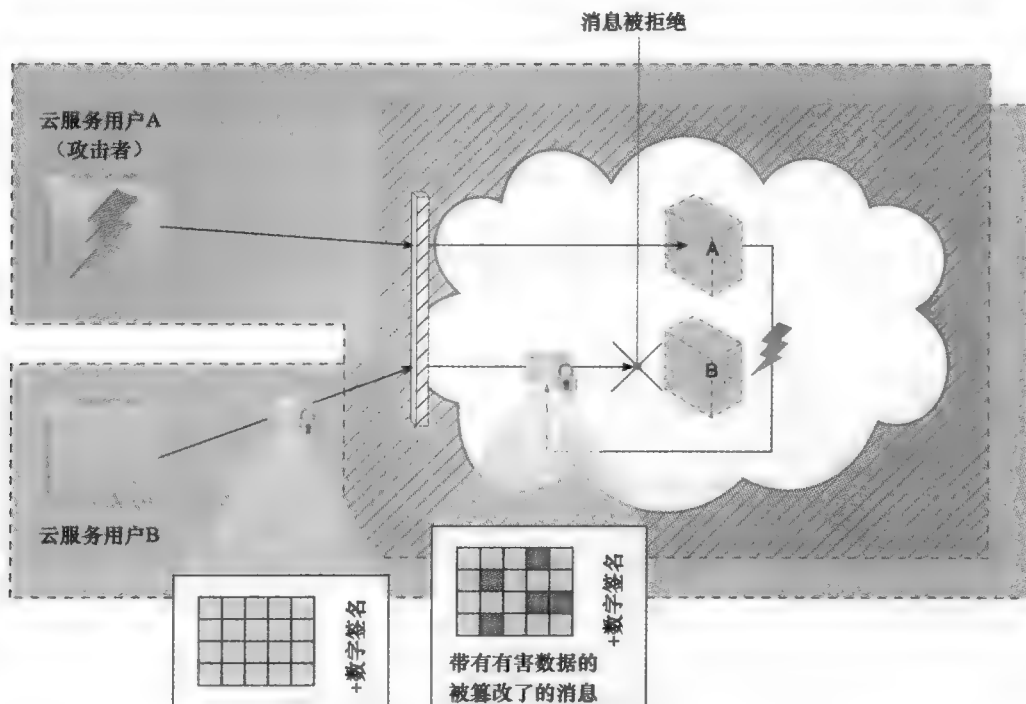 消息被拒绝
云服务用户A
（攻击者）
A
B
云服务用户B
+数字签名
+数字签名
带有有害数据的
被篡改了的消息